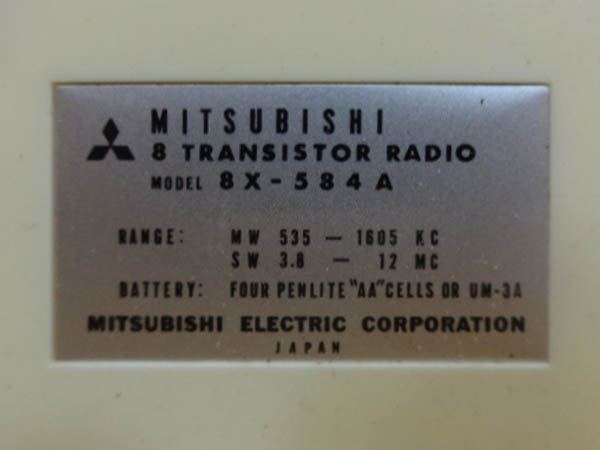 MITSUBISHI
8 TRANSISTOR RADIO
MODEL 8X-584A
RANGE: MW 535 — 1605 KC
SW 3.8 — 12 MC
BATTERY: FOUR PENLITE "AA" CELLS OR UM-3A
MITSUBISHI ELECTRIC CORPORATION
JAPAN